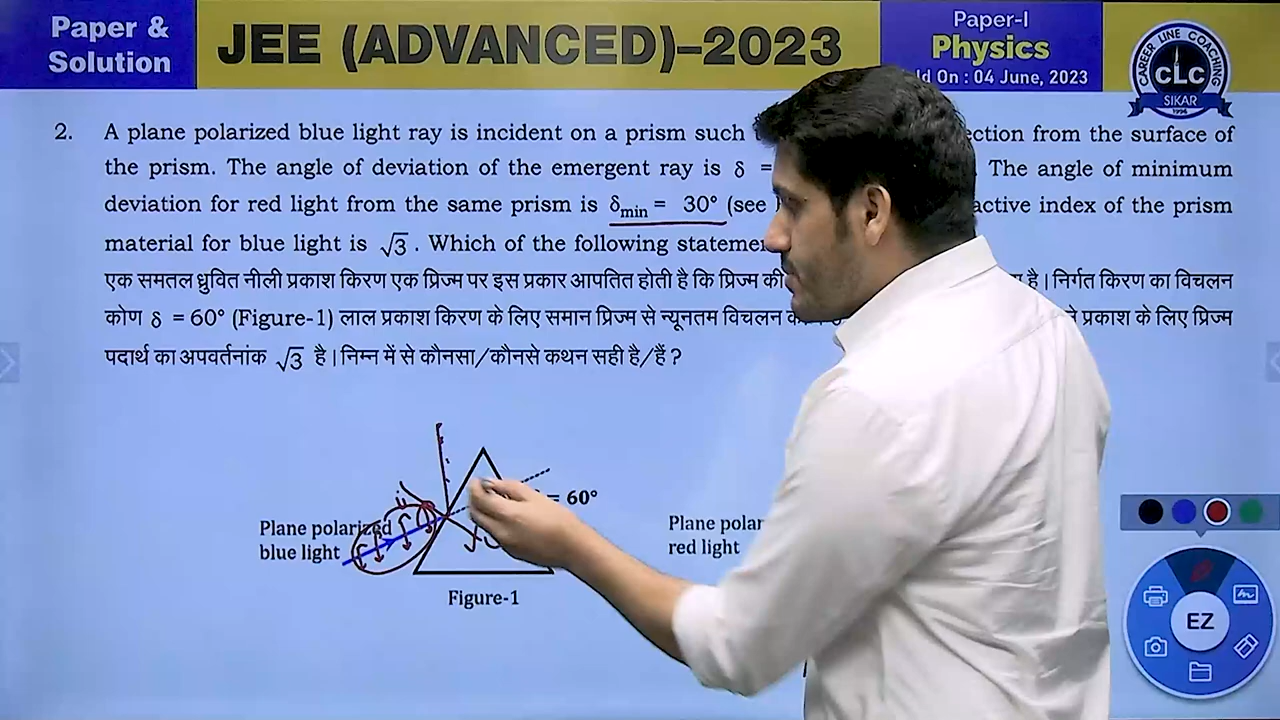 Paper &
Solution
JEE (ADVANCED)–2023
Paper-I
Physics
ld On : 04 June, 2023
CAREER LINE COACHING
CLC
SIKAR
1996
2. A plane polarized blue light ray is incident on a prism such ection from the surface of
the prism. The angle of deviation of the emergent ray is δ = . The angle of minimum
deviation for red light from the same prism is δmin = 30° (see active index of the prism
material for blue light is √3 . Which of the following statemen
एक समतल ध्रुवित नीली प्रकाश किरण एक प्रिज्म पर इस प्रकार आपतित होती है कि प्रिज्म की है। निर्गत किरण का विचलन
कोण δ = 60° (Figure-1) लाल प्रकाश किरण के लिए समान प्रिज्म से न्यूनतम विचलन प्रकाश के लिए प्रिज्म
पदार्थ का अपवर्तनांक √3 है। निम्न में से कौनसा/कौनसे कथन सही है/हैं ?
i
Plane polarized
blue light
= 60°
Figure-1
Plane polar
red light
EZ